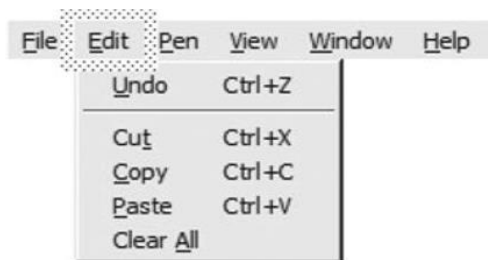 File Edit Pen View Window Help
Undo Ctrl+Z
Cut Ctrl+X
Copy Ctrl+C
Paste Ctrl+V
Clear All